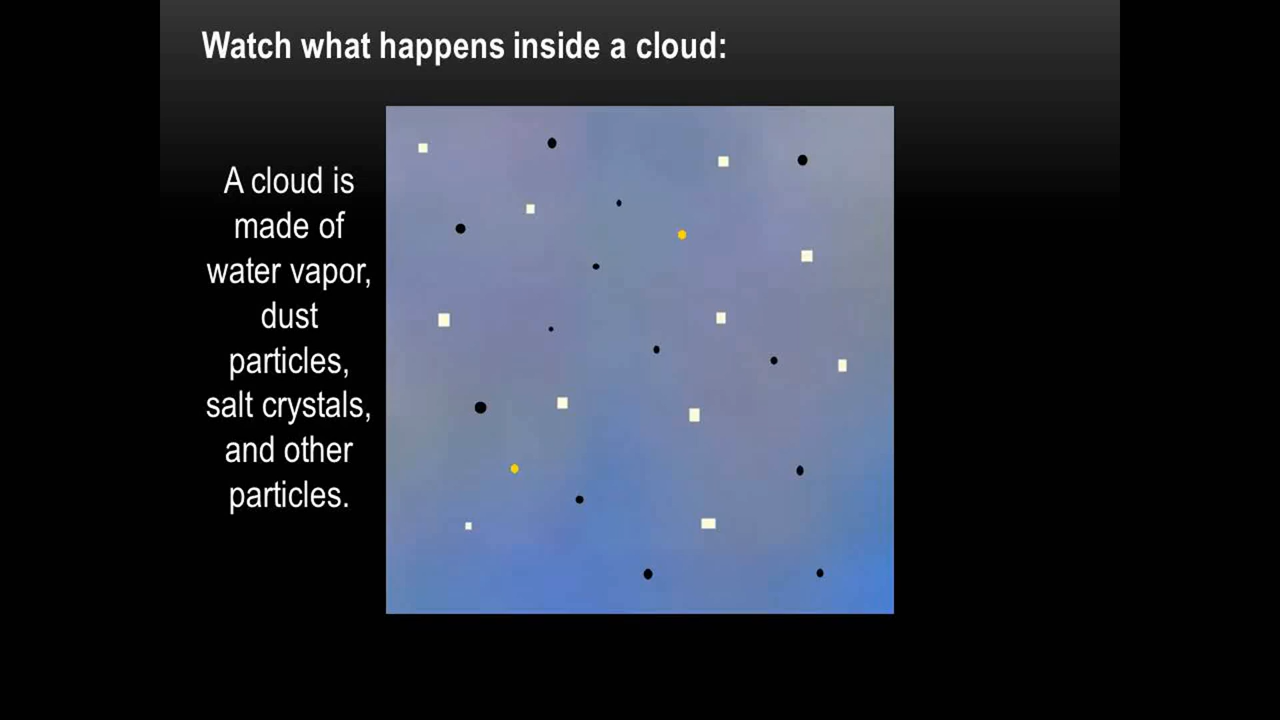 Watch what happens inside a cloud:
A cloud is
made of
water vapor,
dust
particles,
salt crystals,
and other
particles.